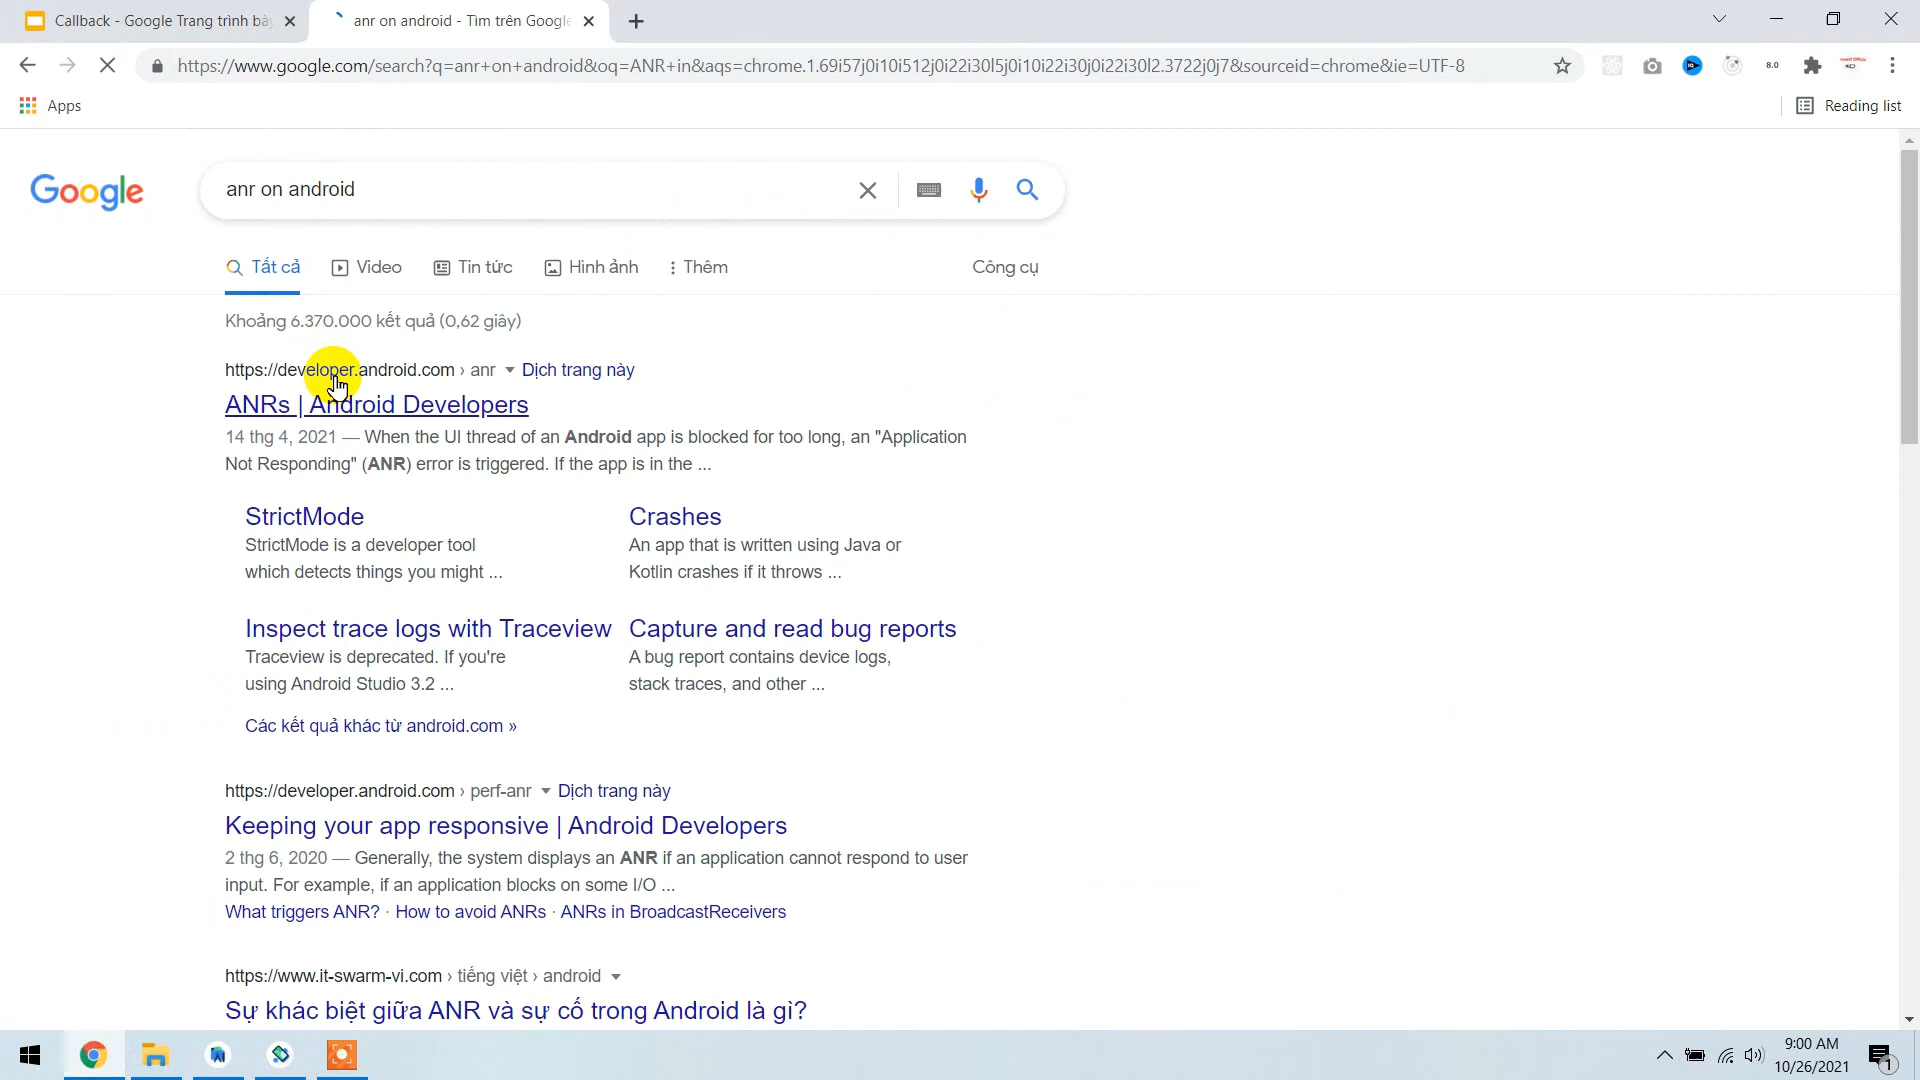 Callback - Google Trang trình bày
anr on android - Tìm trên Google
https://www.google.com/search?q=anr+on+android&oq=ANR+in&aqs=chrome.1.69i57j0i10i512j0i22i30l5j0i10i22i30j0i22i30l2.3722j0j7&sourceid=chrome&ie=UTF-8
8.0
Apps
Reading list
Google
anr on android
Tất cả
Video
Tin tức
Hình ảnh
Thêm
Công cụ
Khoảng 6.370.000 kết quả (0,62 giây)
https://developer.android.com › anr Dịch trang này
ANRs | Android Developers
14 thg 4, 2021 — When the UI thread of an Android app is blocked for too long, an "Application
Not Responding" (ANR) error is triggered. If the app is in the ...
StrictMode
StrictMode is a developer tool
which detects things you might ...
Crashes
An app that is written using Java or
Kotlin crashes if it throws ...
Inspect trace logs with Traceview
Traceview is deprecated. If you're
using Android Studio 3.2 ...
Capture and read bug reports
A bug report contains device logs,
stack traces, and other ...
Các kết quả khác từ android.com »
https://developer.android.com › perf-anr Dịch trang này
Keeping your app responsive | Android Developers
2 thg 6, 2020 — Generally, the system displays an ANR if an application cannot respond to user
input. For example, if an application blocks on some I/O ...
What triggers ANR? · How to avoid ANRs · ANRs in BroadcastReceivers
https://www.it-swarm-vi.com › tiếng việt › android
Sự khác biệt giữa ANR và sự cố trong Android là gì?
9:00 AM
10/26/2021
1